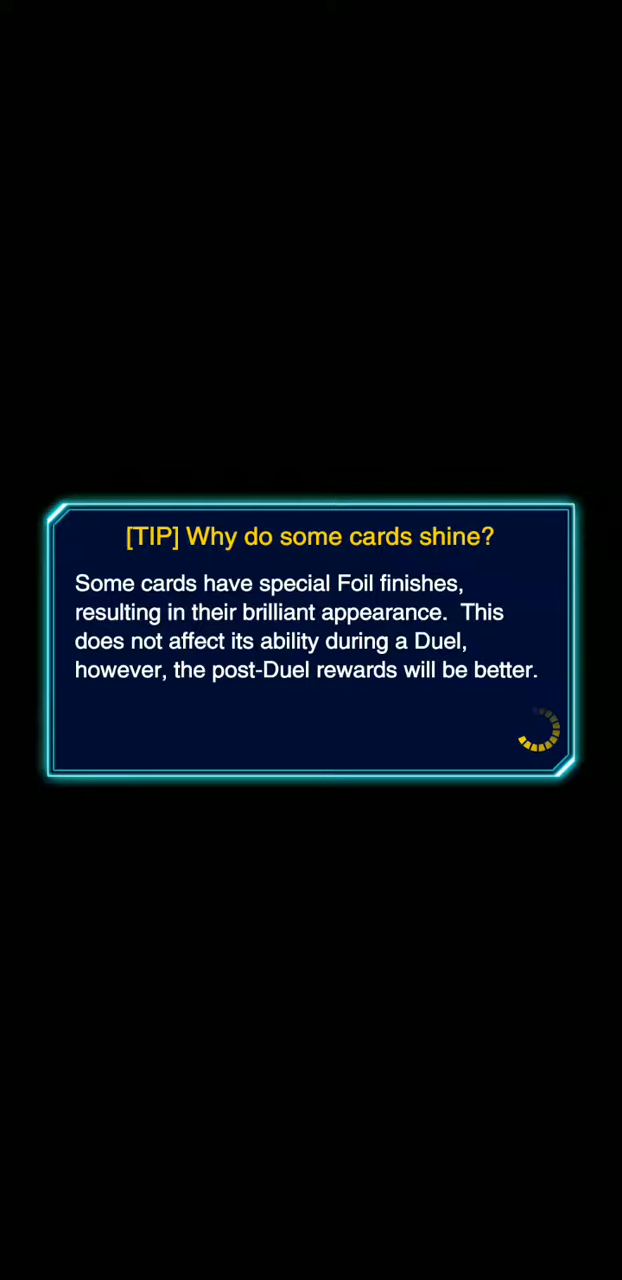 [TIP] Why do some cards shine?
Some cards have special Foil finishes,
resulting in their brilliant appearance.  This
does not affect its ability during a Duel,
however, the post-Duel rewards will be better.